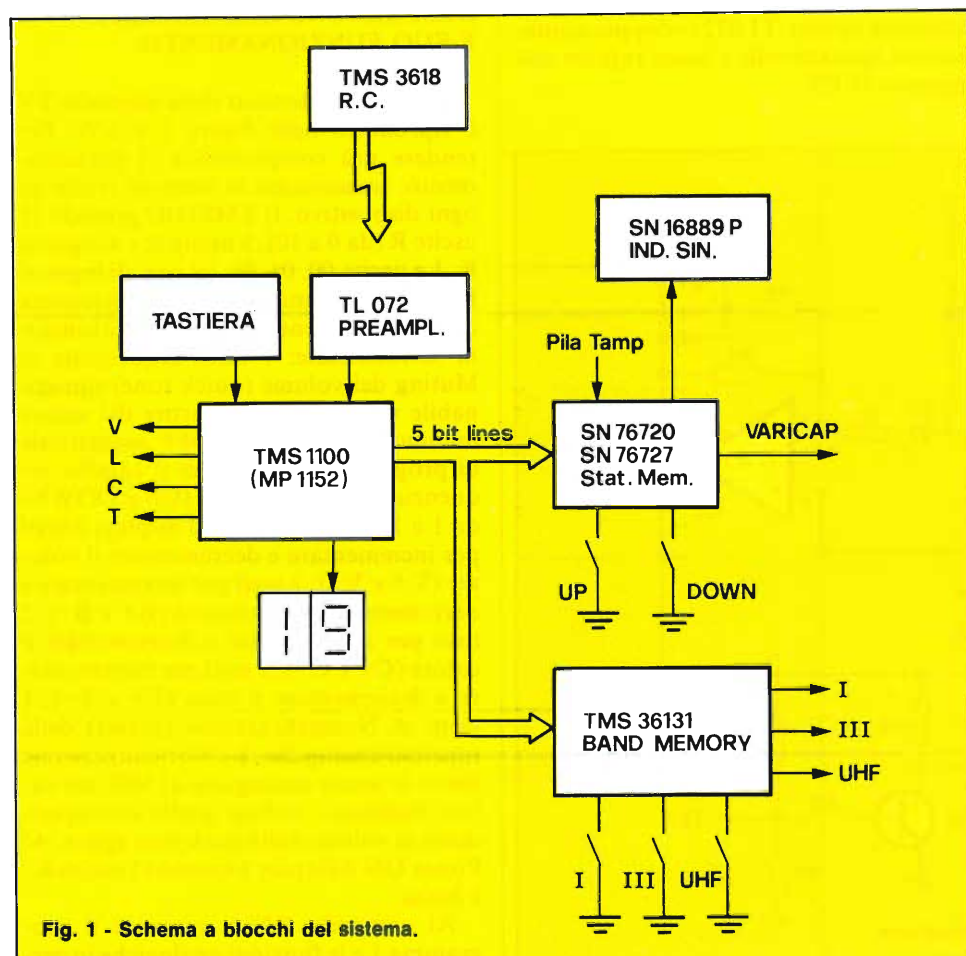 TMS 3618
R.C.
SN 16889 P
IND. SIN.
TASTIERA
TL 072
PREAMPL.
Pila Tamp
V
L
C
T
TMS 1100
(MP 1152)
5 bit lines
SN 76720
SN 76727
Stat. Mem.
VARICAP
UP
DOWN
19
TMS 36131
BAND MEMORY
I
III
UHF
I
III
UHF
Fig. 1 - Schema a blocchi del sistema.